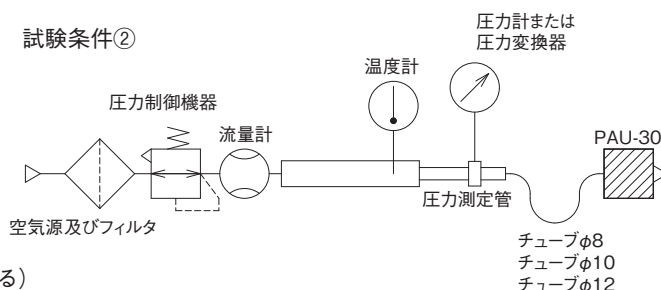 試験条件②
圧力計または
圧力変換器
温度計
圧力制御機器
流量計
PAU-30
圧力測定管
空気源及びフィルタ
チューブφ8
チューブφ10
チューブφ12
る）